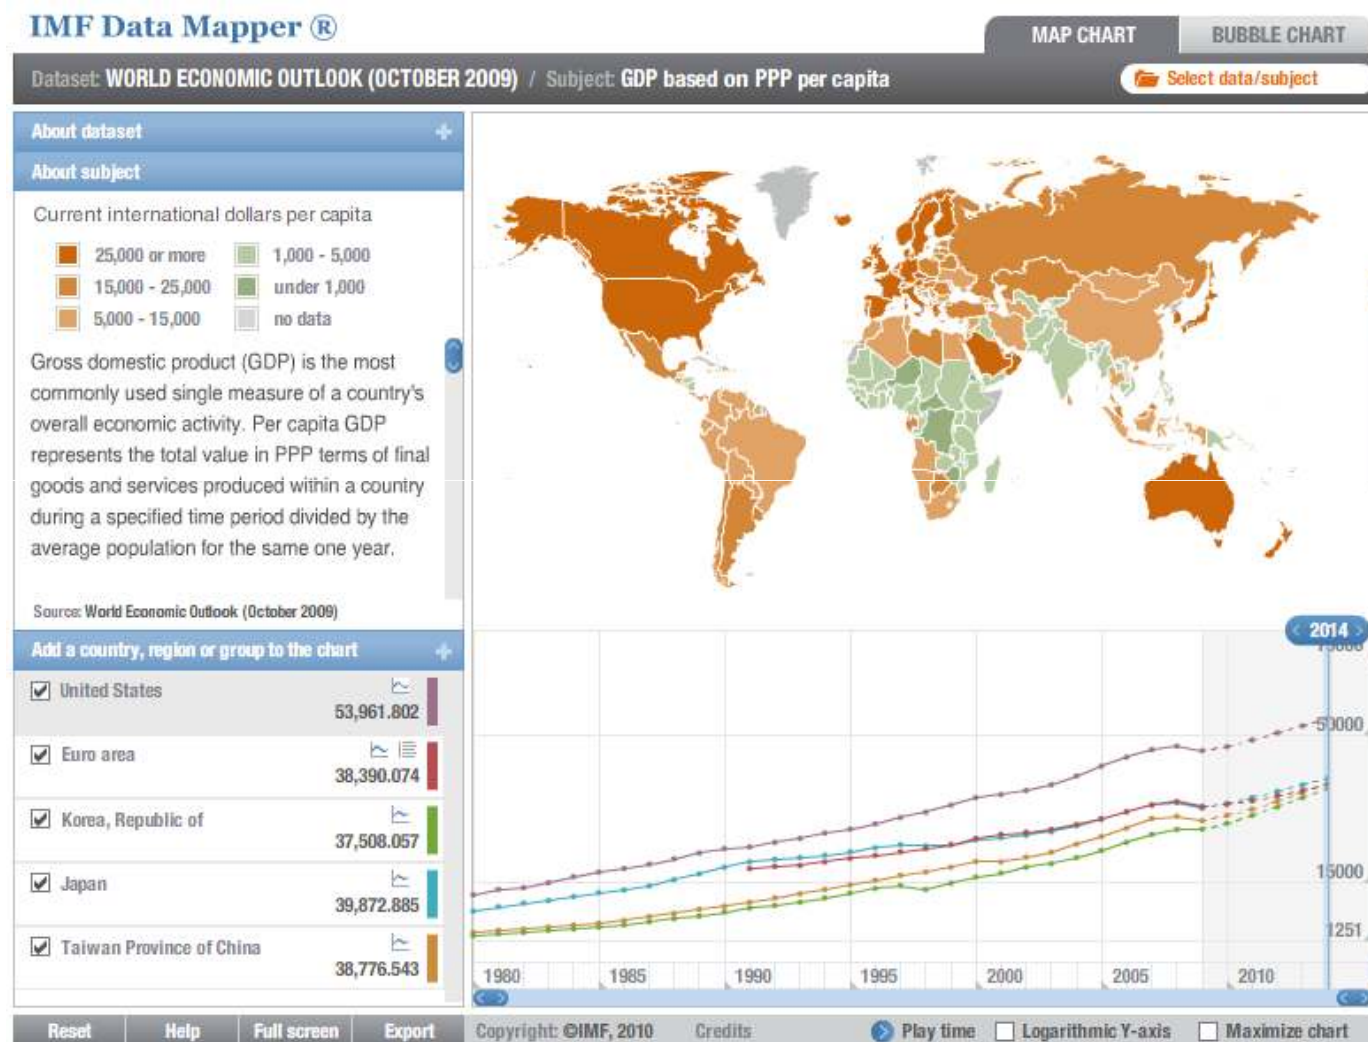 IMF Data Mapper ®
MAP CHART
BUBBLE CHART
Dataset: WORLD ECONOMIC OUTLOOK (OCTOBER 2009) / Subject: GDP based on PPP per capita
Select data/subject
About dataset
About subject
Current international dollars per capita
25,000 or more
1,000 - 5,000
15,000 - 25,000
under 1,000
5,000 - 15,000
no data
Gross domestic product (GDP) is the most
commonly used single measure of a country's
overall economic activity. Per capita GDP
represents the total value in PPP terms of final
goods and services produced within a country
during a specified time period divided by the
average population for the same one year.
Source: World Economic Outlook (October 2009)
Add a country, region or group to the chart
United States
53,961.802
Euro area
38,390.074
Korea, Republic of
37,508.057
Japan
39,872.885
Taiwan Province of China
38,776.543
2014
50000
15000
1251
1980
1985
1990
1995
2000
2005
2010
Reset
Help
Full screen
Export
Copyright: ©IMF, 2010
Credits
Play time
Logarithmic Y-axis
Maximize chart